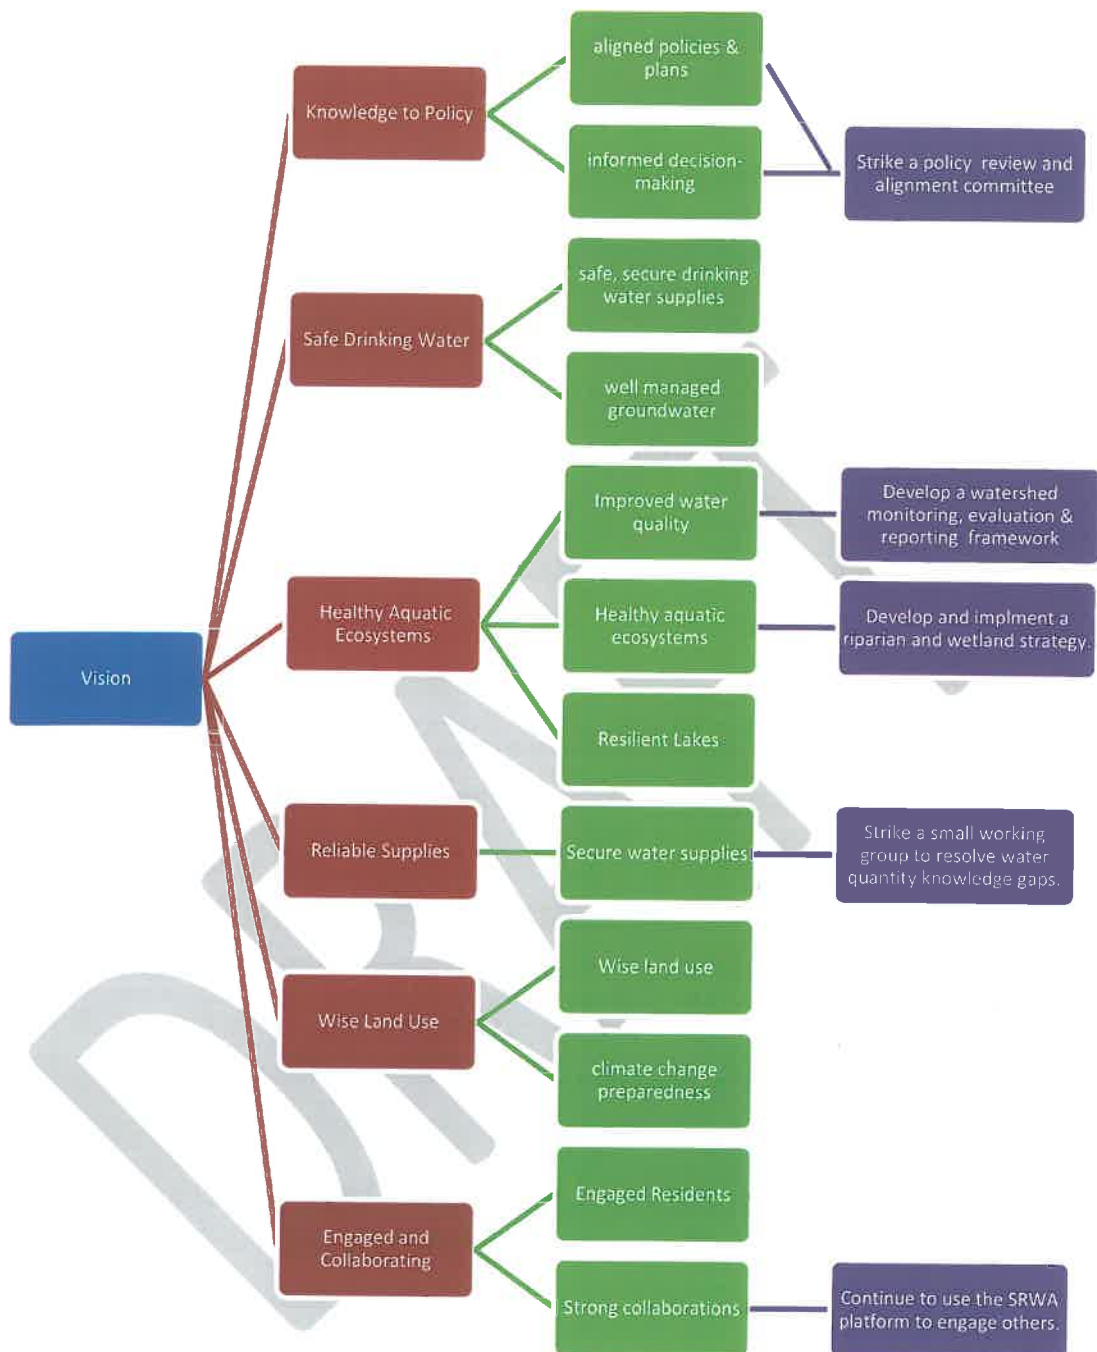 aligned policies &
plans
Knowledge to Policy
informed decision-
making
Strike a policy review and
alignment committee
safe, secure drinking
water supplies
Safe Drinking Water
well managed
groundwater
Improved water
quality
Develop a watershed
monitoring, evaluation &
reporting framework
Healthy Aquatic
Ecosystems
Healthy aquatic
ecosystems
Develop and implment a
riparian and wetland strategy.
Vision
Resilient Lakes
Reliable Supplies
Secure water supplies
Strike a small working
group to resolve water
quantity knowledge gaps.
Wise land use
Wise Land Use
climate change
preparedness
Engaged Residents
Engaged and
Collaborating
Strong collaborations
Continue to use the SRWA
platform to engage others.
DRAFT